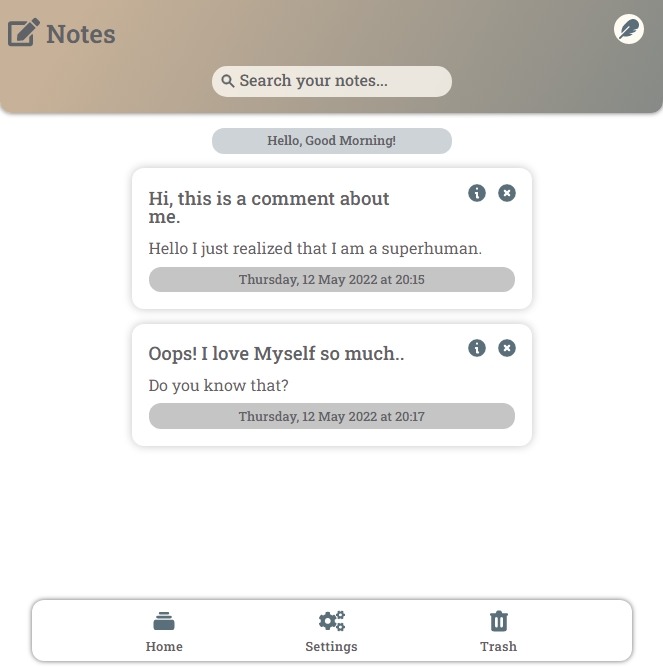 Notes
Search your notes...
Hello, Good Morning!
Hi, this is a comment about
me.
Hello I just realized that I am a superhuman.
Thursday, 12 May 2022 at 20:15
Oops! I love Myself so much..
Do you know that?
Thursday, 12 May 2022 at 20:17
Home Settings Trash